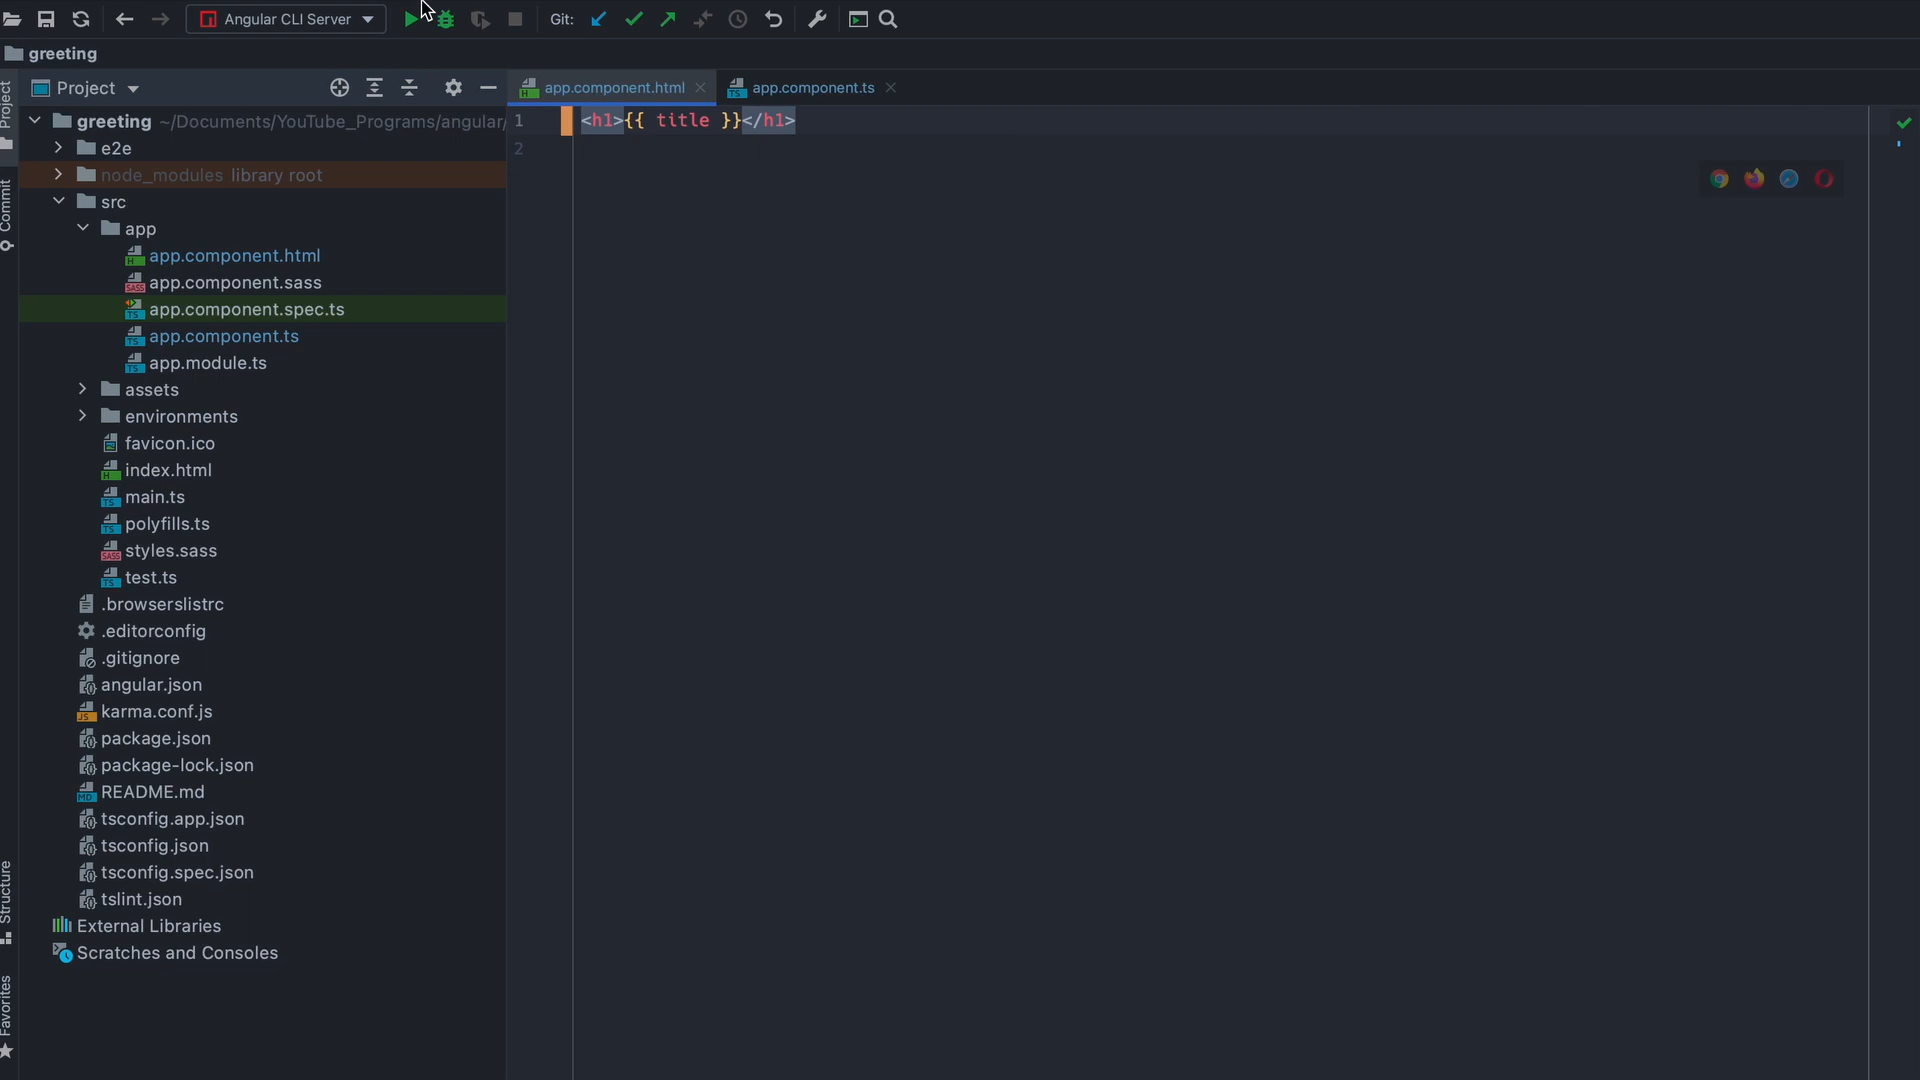 Angular CLI Server
Git:
greeting
Project
app.component.html
app.component.ts
Project
Commit
Structure
Favorites
greeting ~/Documents/YouTube_Programs/angular/
e2e
node_modules library root
src
app
app.component.html
app.component.sass
app.component.spec.ts
app.component.ts
app.module.ts
assets
environments
favicon.ico
index.html
main.ts
polyfills.ts
styles.sass
test.ts
.browserslistrc
.editorconfig
.gitignore
angular.json
karma.conf.js
package.json
package-lock.json
README.md
tsconfig.app.json
tsconfig.json
tsconfig.spec.json
tslint.json
External Libraries
Scratches and Consoles
1 <h1>{{ title }}</h1>
2